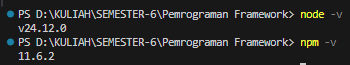 PS D:\KULIAH\SEMESTER-6\Pemrograman Framework> node -v
v24.12.0
PS D:\KULIAH\SEMESTER-6\Pemrograman Framework> npm -v
11.6.2